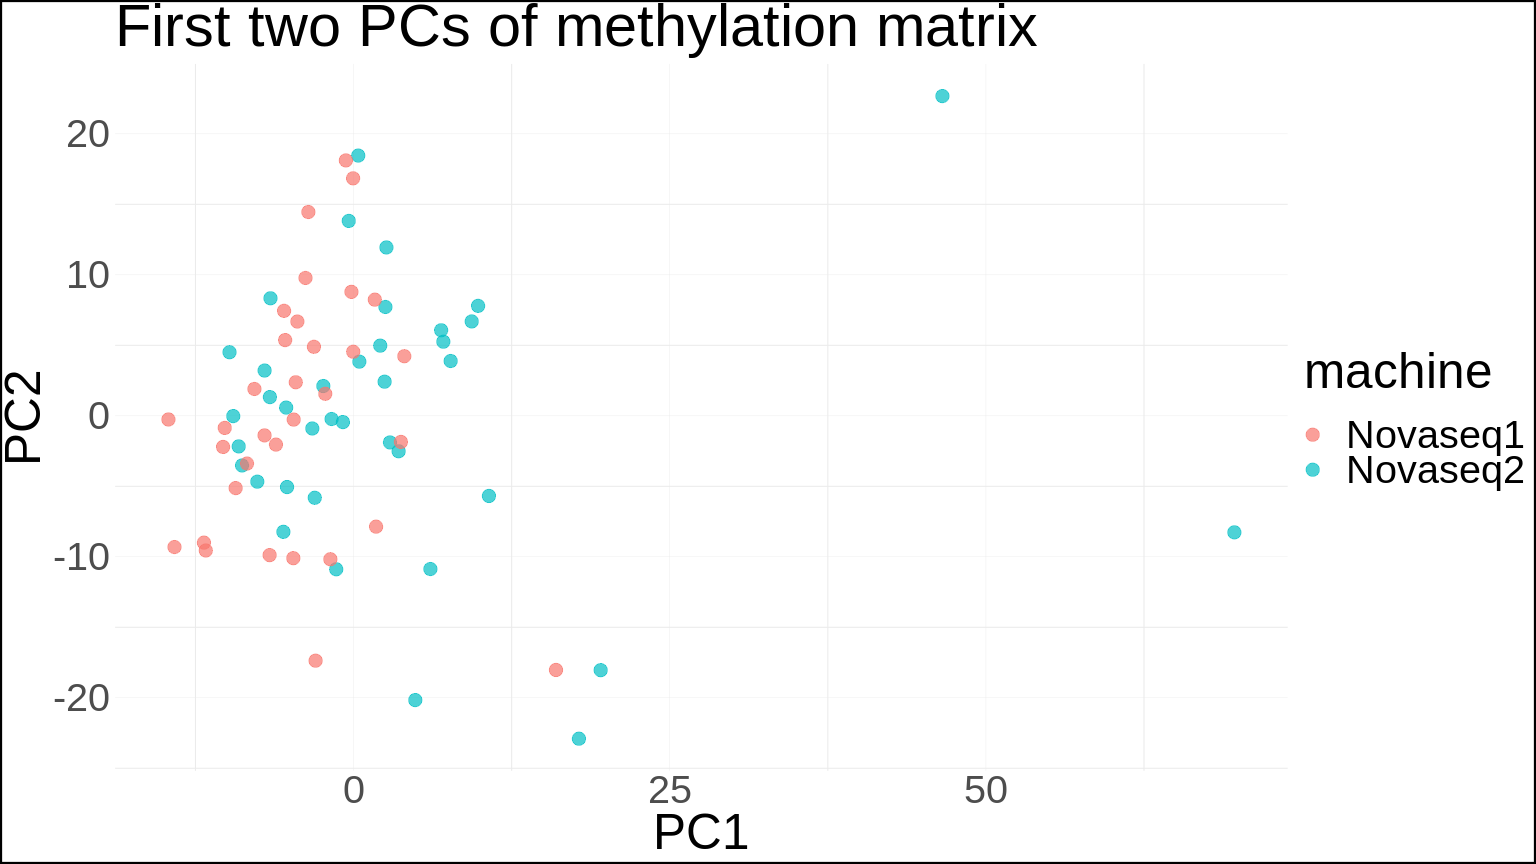 First two PCs of methylation matrix
20
10
0
-10
-20
PC2
0 25 50
PC1
machine
Novaseq1
Novaseq2